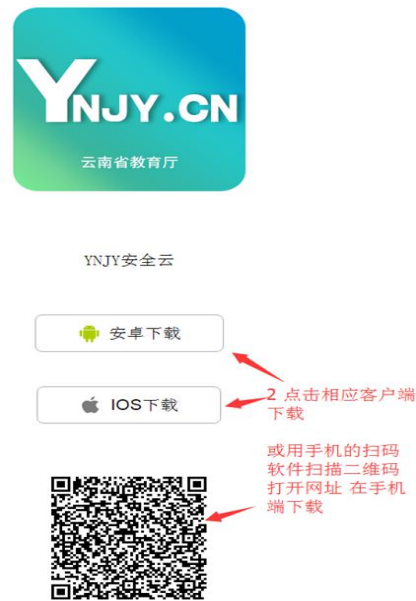 YNJY.CN
云南省教育厅
YNJY安全云
安卓下载
IOS下载
2 点击相应客户端
下载
或用手机的扫码
软件扫描二维码
打开网址 在手机
端下载